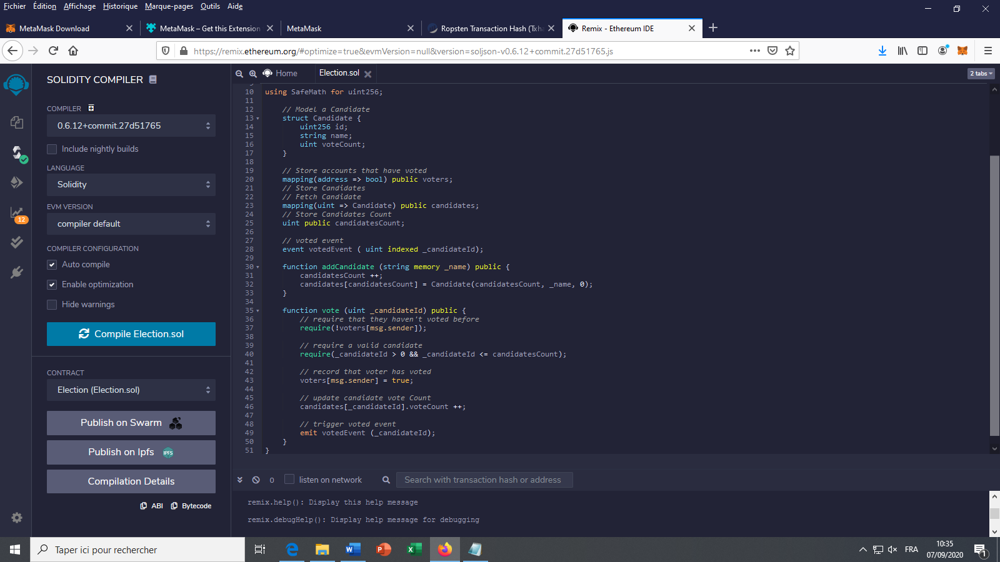 Fichier Édition Affichage Historique Marque-pages Outils Aide
MetaMask Download
MetaMask – Get this Extension
MetaMask
Ropsten Transaction Hash (Txha
Remix - Ethereum IDE
https://remix.ethereum.org/#optimize=true&evmVersion=null&version=soljson-v0.6.12+commit.27d51765.js
SOLIDITY COMPILER
COMPILER
0.6.12+commit.27d51765
Include nightly builds
LANGUAGE
Solidity
EVM VERSION
compiler default
COMPILER CONFIGURATION
Auto compile
Enable optimization
Hide warnings
Compile Election.sol
CONTRACT
Election (Election.sol)
Publish on Swarm
Publish on Ipfs
IPFS
Compilation Details
ABI
Bytecode
12
Home
Election.sol
2 tabs
10 using SafeMath for uint256;
11
12 // Model a Candidate
13 struct Candidate {
14 uint256 id;
15 string name;
16 uint voteCount;
17 }
18
19 // Store accounts that have voted
20 mapping(address => bool) public voters;
21 // Store Candidates
22 // Fetch Candidate
23 mapping(uint => Candidate) public candidates;
24 // Store Candidates Count
25 uint public candidatesCount;
26
27 // voted event
28 event votedEvent ( uint indexed _candidateId);
29
30 function addCandidate (string memory _name) public {
31 candidatesCount ++;
32 candidates[candidatesCount] = Candidate(candidatesCount, _name, 0);
33 }
34
35 function vote (uint _candidateId) public {
36 // require that they haven't voted before
37 require(!voters[msg.sender]);
38
39 // require a valid candidate
40 require(_candidateId > 0 && _candidateId <= candidatesCount);
41
42 // record that voter has voted
43 voters[msg.sender] = true;
44
45 // update candidate vote Count
46 candidates[_candidateId].voteCount ++;
47
48 // trigger voted event
49 emit votedEvent (_candidateId);
50 }
51 }
0
listen on network
Search with transaction hash or address
remix.help(): Display this help message
remix.debugHelp(): Display help message for debugging
Taper ici pour rechercher
FRA
10:35
07/09/2020
1